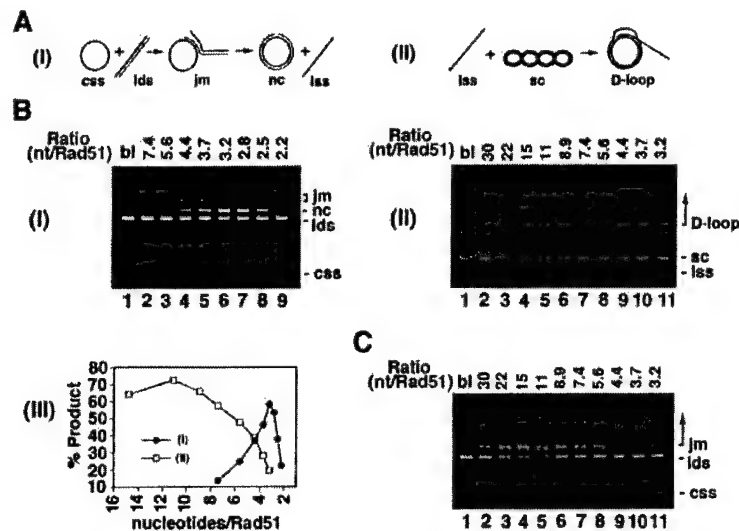 A
(I)
css + lds → jm → nc + lss
(II)
lss + sc → D-loop
B
Ratio
(nt/Rad51)
bl 7.4 5.6 4.4 3.7 3.2 2.8 2.5 2.2
(I)
jm
nc
lds
css
1 2 3 4 5 6 7 8 9
bl 30 22 15 11 8.9 7.4 5.6 4.4 3.7 3.2
Ratio
(nt/Rad51)
(II)
D-loop
sc
lss
1 2 3 4 5 6 7 8 9 10 11
(III)
% Product
80
70
60
50
40
30
20
10
(I)
(II)
16 14 12 10 8 6 4 2
nucleotides/Rad51
C
Ratio
(nt/Rad51)
bl 30 22 15 11 8.9 7.4 5.6 4.4 3.7 3.2
jm
lds
css
1 2 3 4 5 6 7 8 9 10 11